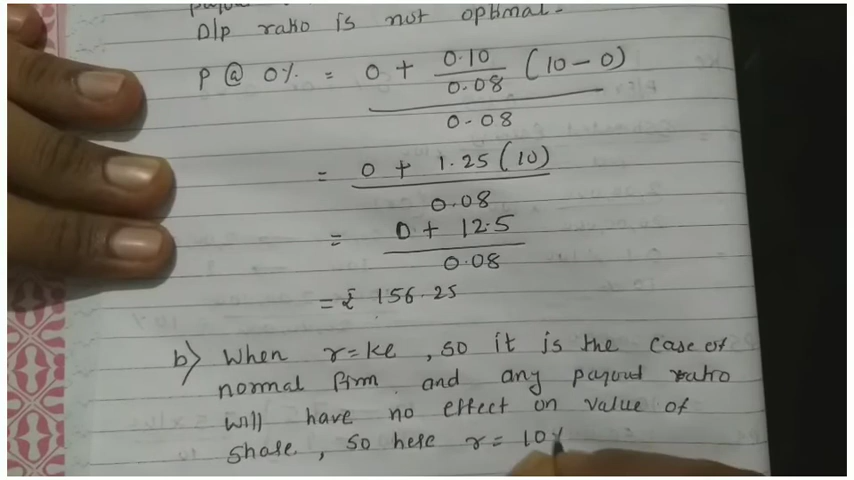 D/p ratio is not optimal.
P @ 0% = 0 + 0.10/0.08 (10 - 0)
0.08
= 0 + 1.25 (10)
0.08
= 0 + 12.5
0.08
= ₹ 156.25
b) When r=ke, so it is the case of
normal firm and any payout ratio
will have no effect on value of
share, so here r= 10%